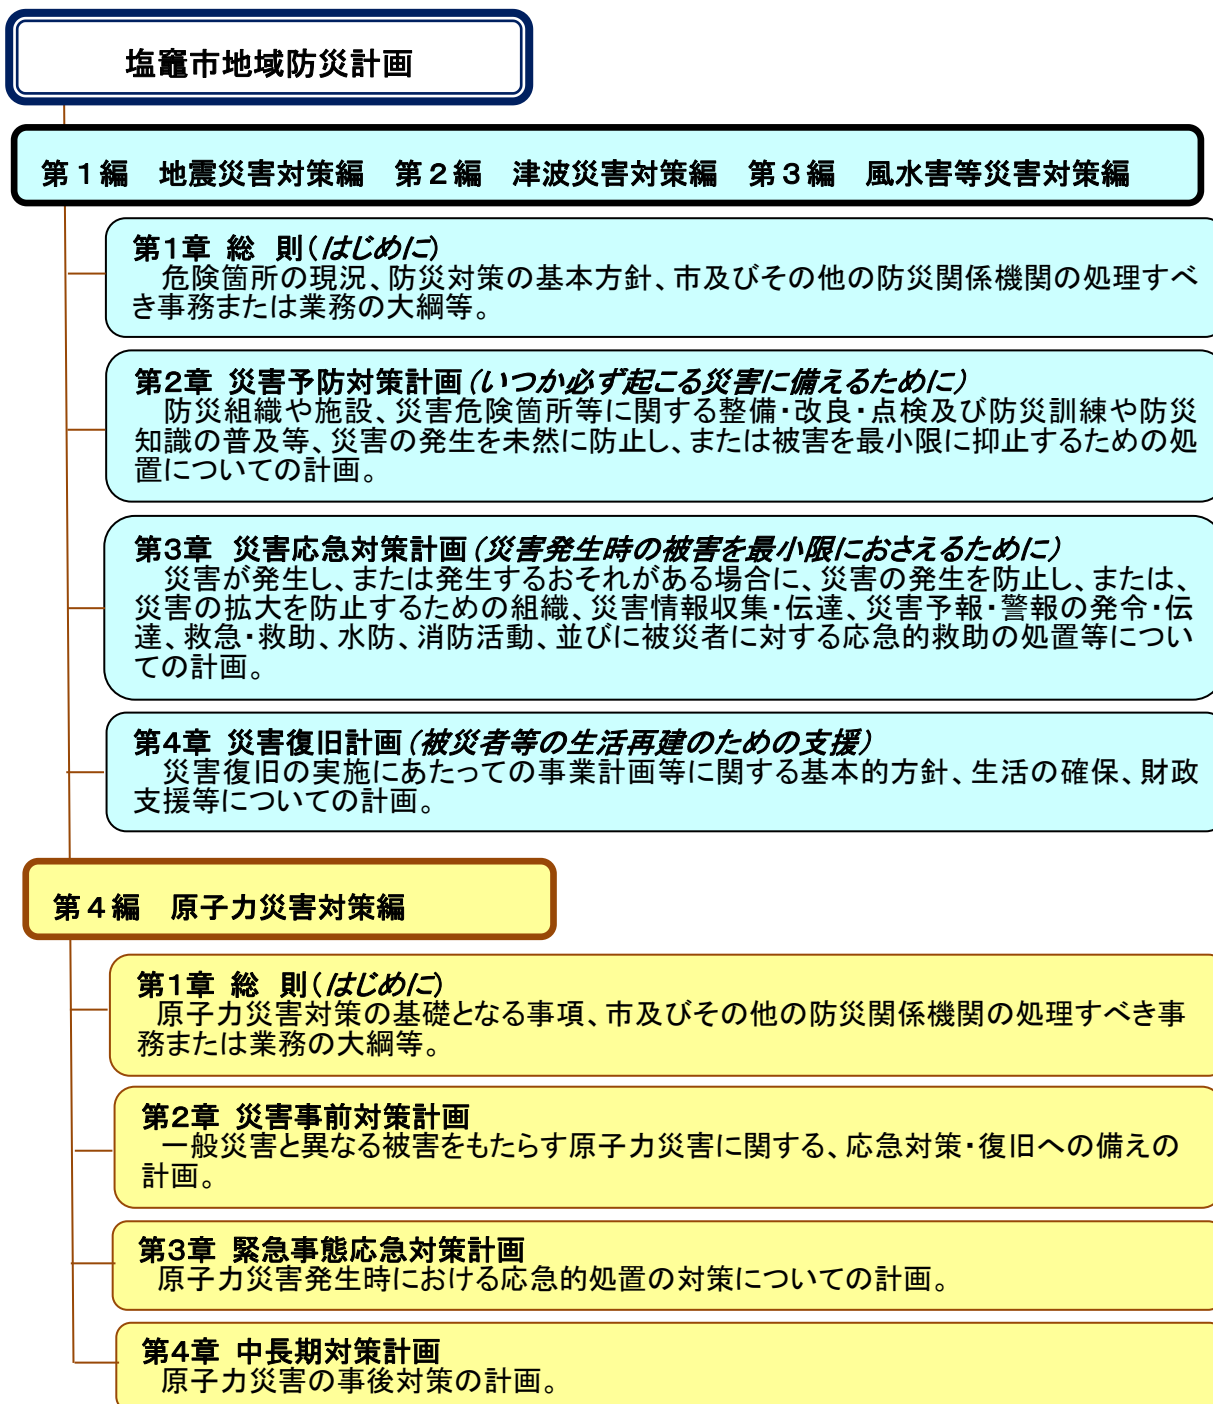 塩竈市地域防災計画
第１編　地震災害対策編　第２編　津波災害対策編　第３編　風水害等災害対策編
第1章 総　則（はじめに）
危険箇所の現況、防災対策の基本方針、市及びその他の防災関係機関の処理すべ
き事務または業務の大綱等。
第2章 災害予防対策計画（いつか必ず起こる災害に備えるために）
防災組織や施設、災害危険箇所等に関する整備・改良・点検及び防災訓練や防災
知識の普及等、災害の発生を未然に防止し、または被害を最小限に抑止するための処
置についての計画。
第3章 災害応急対策計画（災害発生時の被害を最小限におさえるために）
災害が発生し、または発生するおそれがある場合に、災害の発生を防止し、または、
災害の拡大を防止するための組織、災害情報収集・伝達、災害予報・警報の発令・伝
達、救急・救助、水防、消防活動、並びに被災者に対する応急的救助の処置等につい
ての計画。
第4章 災害復旧計画（被災者等の生活再建のための支援）
災害復旧の実施にあたっての事業計画等に関する基本的方針、生活の確保、財政
支援等についての計画。
第４編　原子力災害対策編
第1章 総　則（はじめに）
原子力災害対策の基礎となる事項、市及びその他の防災関係機関の処理すべき事
務または業務の大綱等。
第2章 災害事前対策計画
一般災害と異なる被害をもたらす原子力災害に関する、応急対策・復旧への備えの
計画。
第3章 緊急事態応急対策計画
原子力災害発生時における応急的処置の対策についての計画。
第4章 中長期対策計画
原子力災害の事後対策の計画。